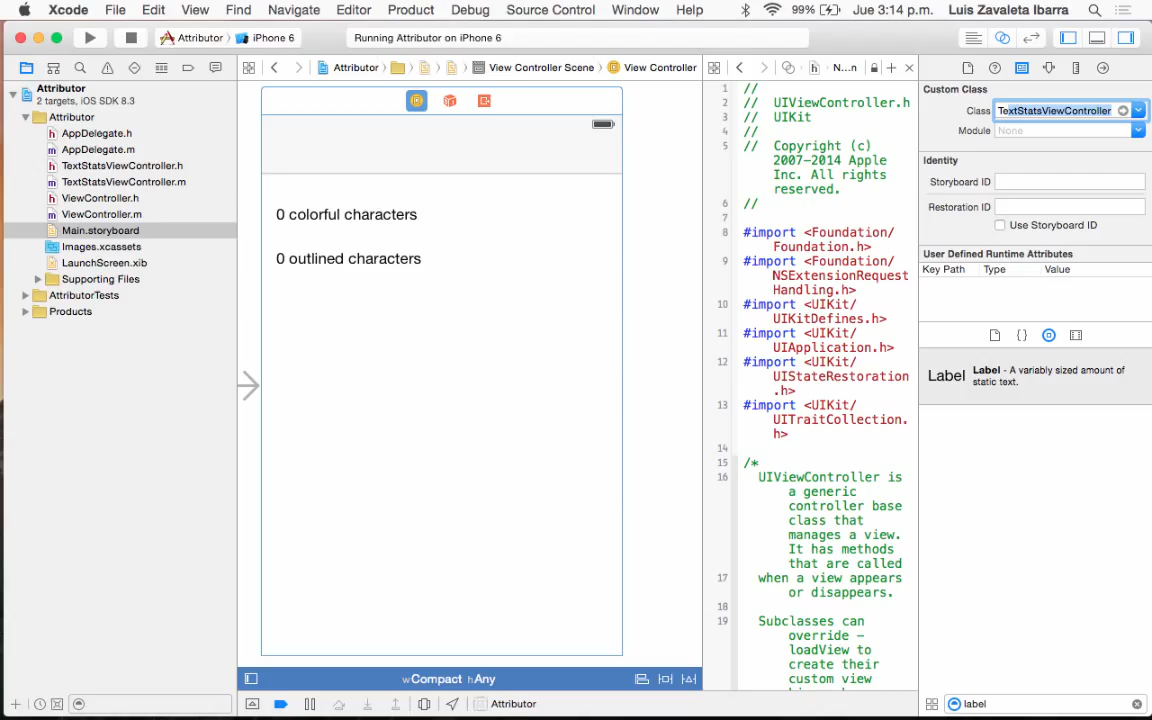 Xcode File Edit View Find Navigate Editor Product Debug Source Control Window Help 99% Jue 3:14 p.m. Luis Zavaleta Ibarra
Attributor iPhone 6 Running Attributor on iPhone 6
Attributor View Controller Scene View Controller N...n
Attributor
2 targets, iOS SDK 8.3
Attributor
AppDelegate.h
AppDelegate.m
TextStatsViewController.h
TextStatsViewController.m
ViewController.h
ViewController.m
Main.storyboard
Images.xcassets
LaunchScreen.xib
Supporting Files
AttributorTests
Products
0 colorful characters
0 outlined characters
wCompact hAny
Attributor
1 //
2 // UIViewController.h
3 // UIKit
4 //
5 // Copyright (c)
2007-2014 Apple
Inc. All rights
reserved.
6 //
7
8 #import <Foundation/
Foundation.h>
9 #import <Foundation/
NSExtensionRequest
Handling.h>
10 #import <UIKit/
UIKitDefines.h>
11 #import <UIKit/
UIApplication.h>
12 #import <UIKit/
UIStateRestoration
.h>
13 #import <UIKit/
UITraitCollection.
h>
14
15 /*
16 UIViewController is
a generic
controller base
class that
manages a view.
It has methods
that are called
17 when a view appears
or disappears.
18
19 Subclasses can
override -
loadView to
create their
custom view
Custom Class
Class TextStatsViewController
Module None
Identity
Storyboard ID
Restoration ID
Use Storyboard ID
User Defined Runtime Attributes
Key Path Type Value
{}
Label Label - A variably sized amount of
static text.
label